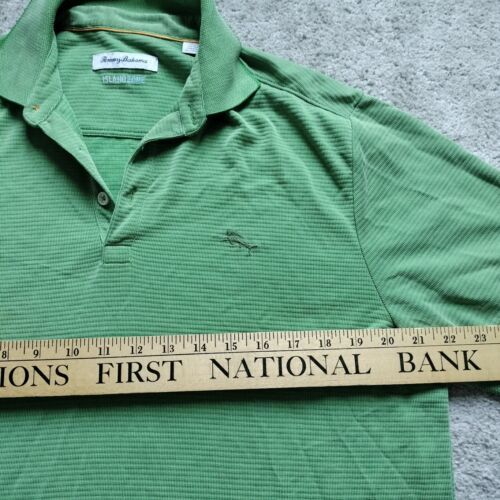 Tommy Bahama
ISLAND ZONE
8 9 10 11 12 13 14 15 16 17 18 19 20 21 22 23
IONS FIRST NATIONAL BANK